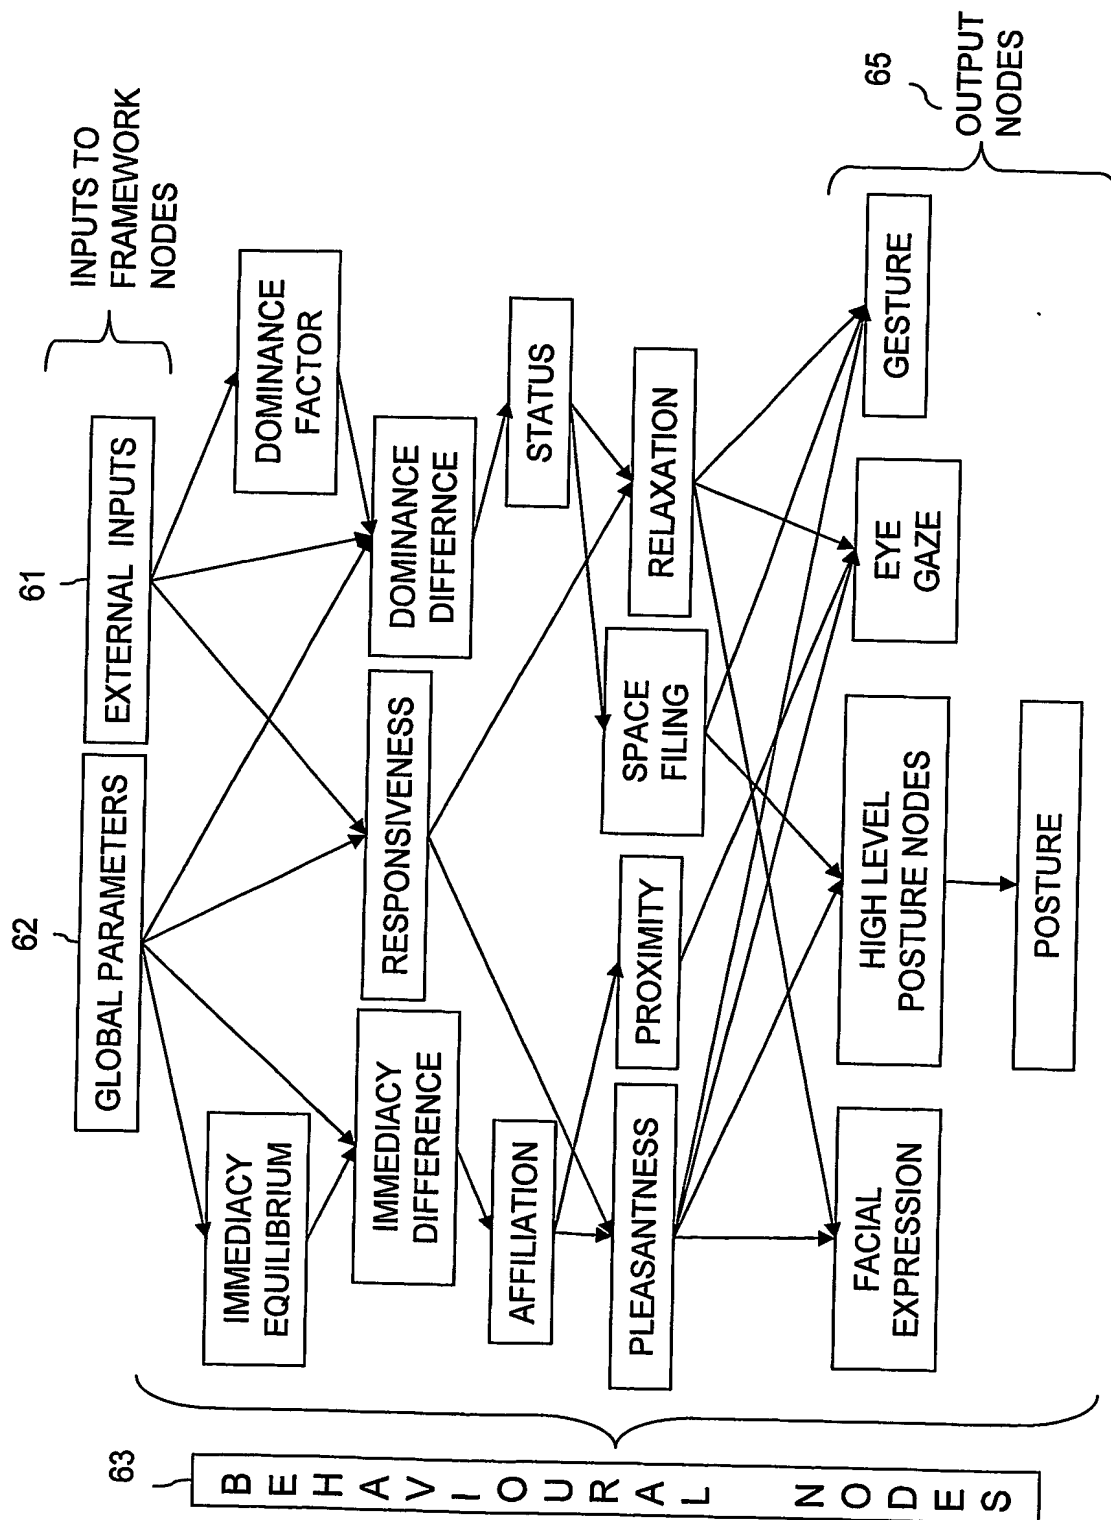 INPUTS TO
FRAMEWORK
NODES
61
EXTERNAL INPUTS
62
GLOBAL PARAMETERS
DOMINANCE
FACTOR
IMMEDIACY
EQUILIBRIUM
DOMINANCE
DIFFERNCE
RESPONSIVENESS
IMMEDIACY
DIFFERENCE
STATUS
AFFILIATION
RELAXATION
SPACE
FILING
PROXIMITY
PLEASANTNESS
65
OUTPUT
NODES
GESTURE
EYE
GAZE
HIGH LEVEL
POSTURE NODES
FACIAL
EXPRESSION
POSTURE
63
BEHAVIOURAL NODES